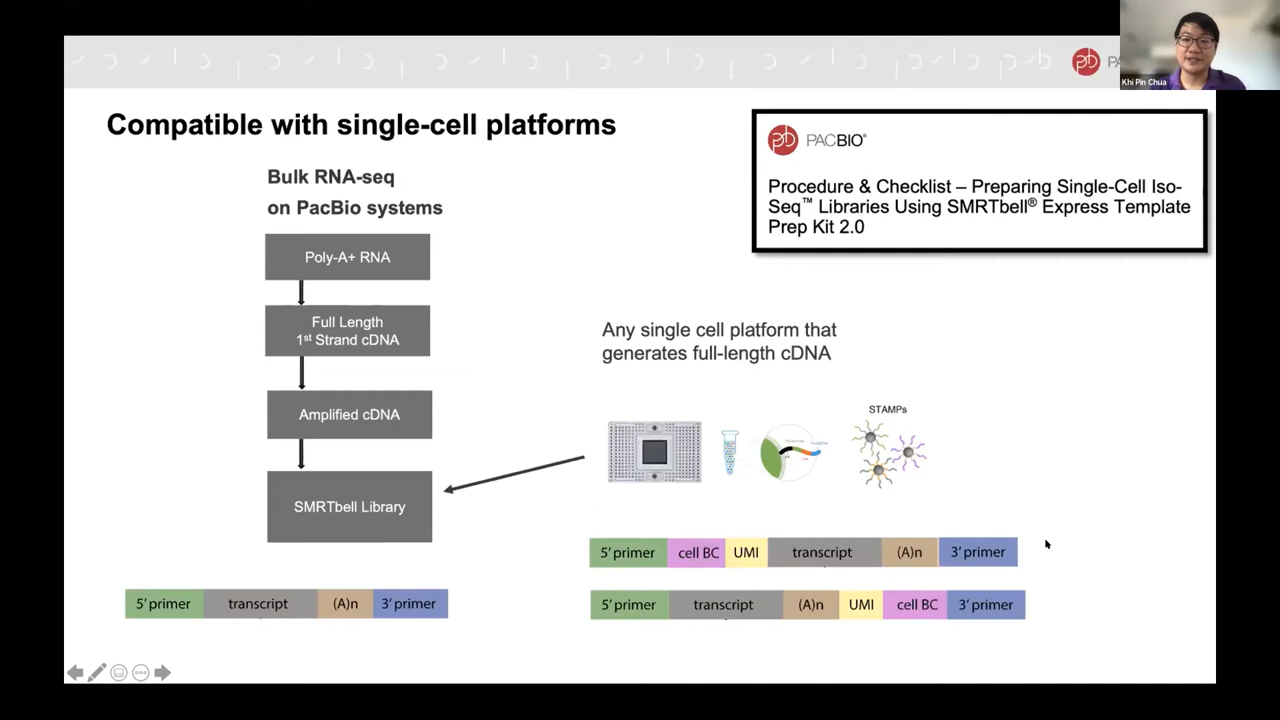 PA
Khi Pin Chua
Compatible with single-cell platforms
PACBIO®
Procedure & Checklist – Preparing Single-Cell Iso-
Seq™ Libraries Using SMRTbell® Express Template
Prep Kit 2.0
Bulk RNA-seq
on PacBio systems
Poly-A+ RNA
Full Length
1st Strand cDNA
Amplified cDNA
SMRTbell Library
Any single cell platform that
generates full-length cDNA
STAMPs
5' primer cell BC UMI transcript (A)n 3' primer
5' primer transcript (A)n 3' primer
5' primer transcript (A)n UMI cell BC 3' primer